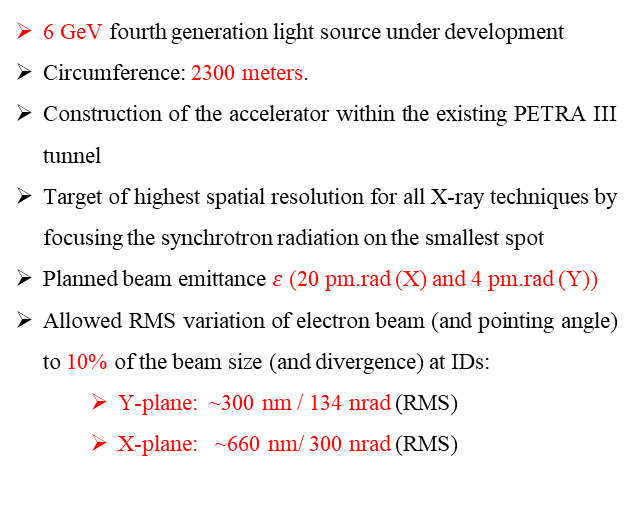 ➢ 6 GeV fourth generation light source under development
➢ Circumference: 2300 meters.
➢ Construction of the accelerator within the existing PETRA III
tunnel
➢ Target of highest spatial resolution for all X-ray techniques by
focusing the synchrotron radiation on the smallest spot
➢ Planned beam emittance ε (20 pm.rad (X) and 4 pm.rad (Y))
➢ Allowed RMS variation of electron beam (and pointing angle)
to 10% of the beam size (and divergence) at IDs:
➢ Y-plane: ~300 nm / 134 nrad (RMS)
➢ X-plane: ~660 nm/ 300 nrad (RMS)